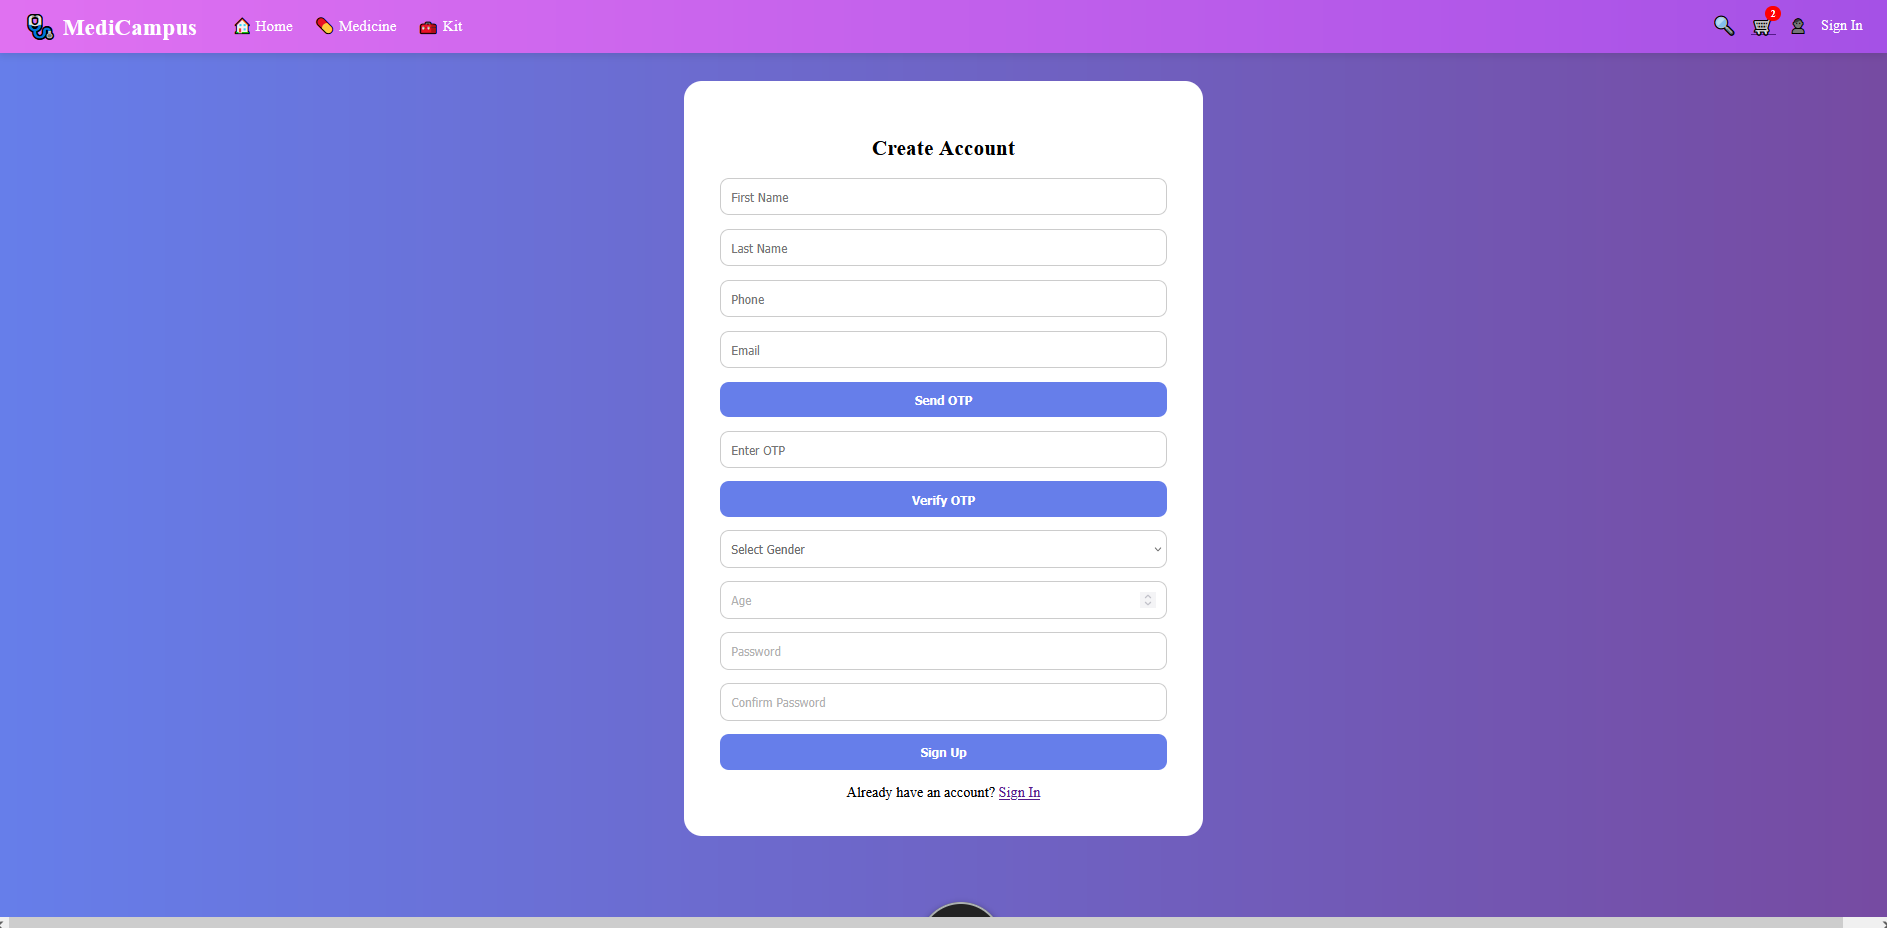 MediCampus Home Medicine Kit 2 Sign In
Create Account
First Name
Last Name
Phone
Email
Send OTP
Enter OTP
Verify OTP
Select Gender
Age
Password
Confirm Password
Sign Up
Already have an account? Sign In